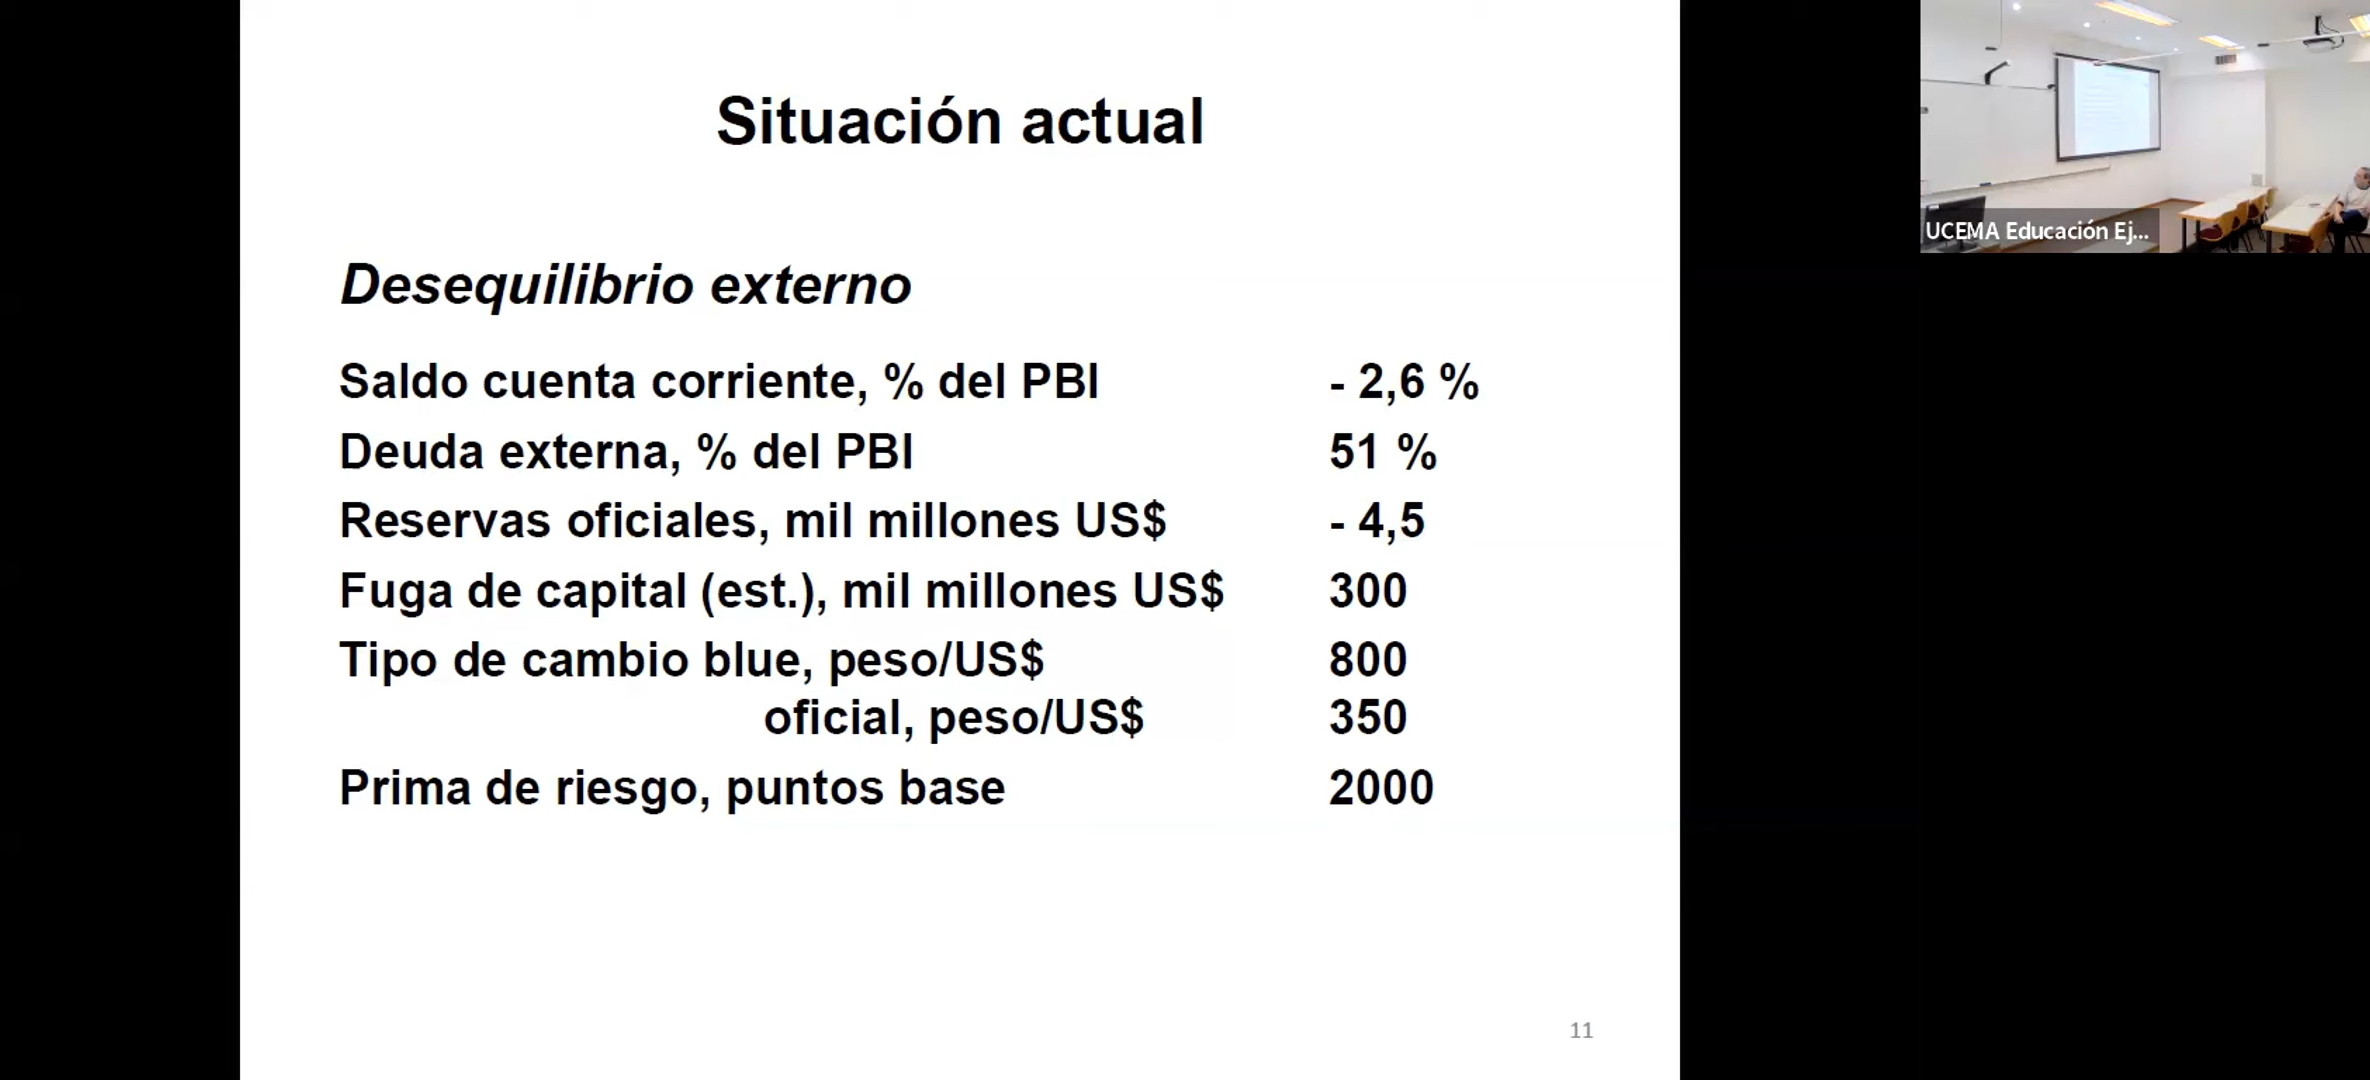 Situación actual
UCEMA Educación Ej...
Desequilibrio externo
Saldo cuenta corriente, % del PBI - 2,6 %
Deuda externa, % del PBI 51 %
Reservas oficiales, mil millones US$ - 4,5
Fuga de capital (est.), mil millones US$ 300
Tipo de cambio blue, peso/US$ 800
oficial, peso/US$ 350
Prima de riesgo, puntos base 2000
11